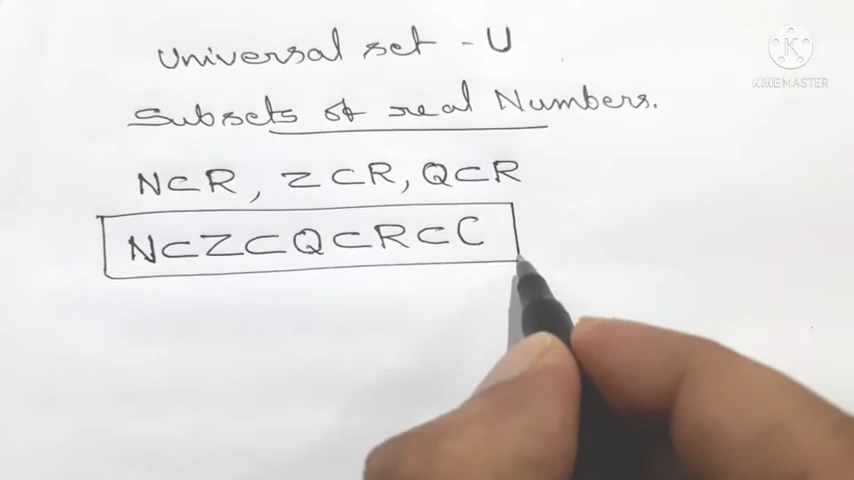 Universal set - U
K
KINEMASTER
Subsets of real Numbers.
N⊂R, Z⊂R, Q⊂R
N⊂Z⊂Q⊂R⊂C